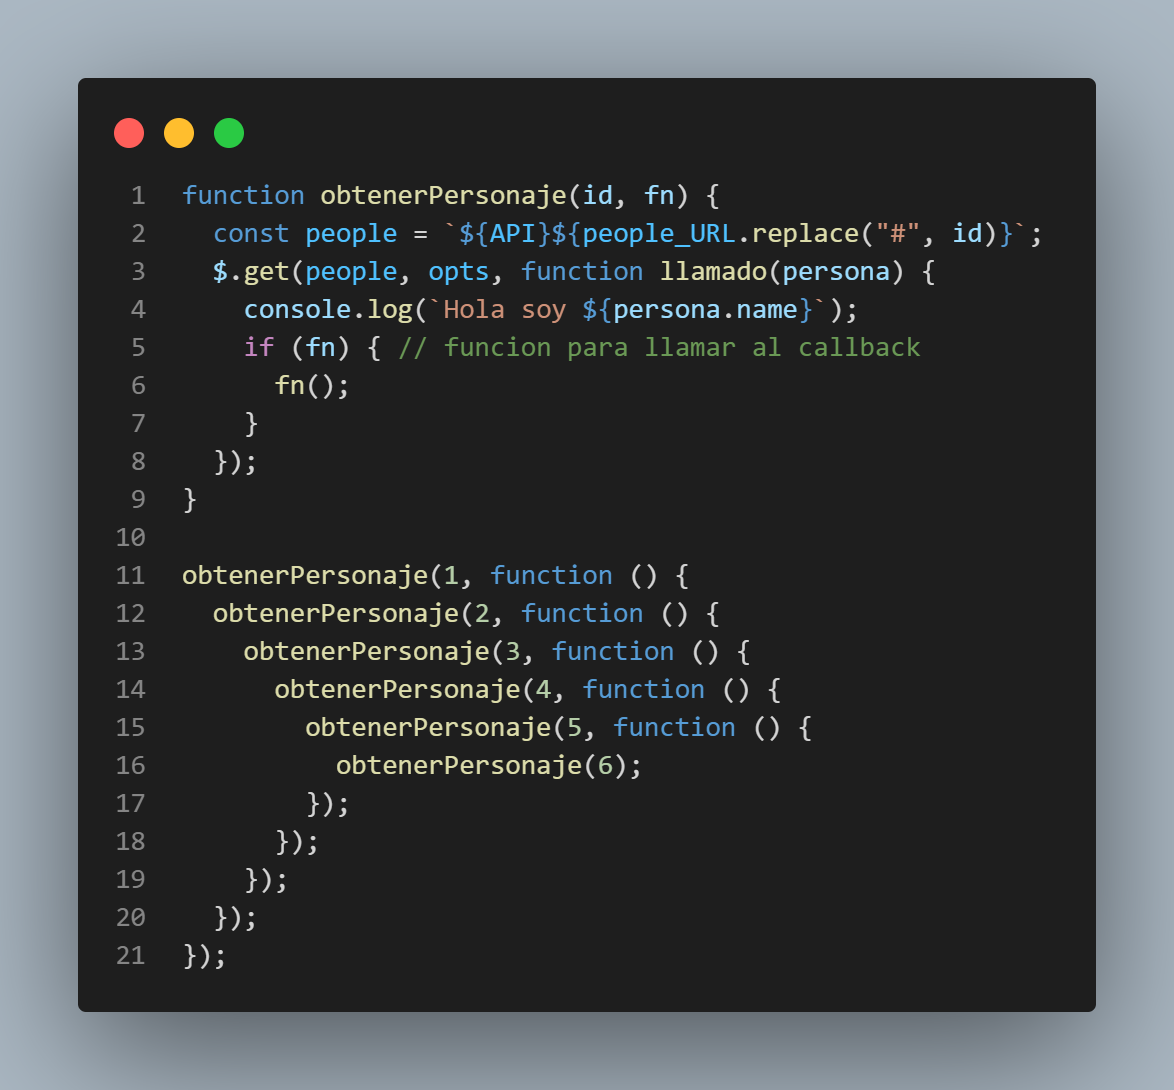 1 function obtenerPersonaje(id, fn) {
2   const people = `${API}${people_URL.replace("#", id)}`;
3   $.get(people, opts, function llamado(persona) {
4     console.log(`Hola soy ${persona.name}`);
5     if (fn) { // funcion para llamar al callback
6       fn();
7     }
8   });
9 }
10
11 obtenerPersonaje(1, function () {
12   obtenerPersonaje(2, function () {
13     obtenerPersonaje(3, function () {
14       obtenerPersonaje(4, function () {
15         obtenerPersonaje(5, function () {
16           obtenerPersonaje(6);
17         });
18       });
19     });
20   });
21 });